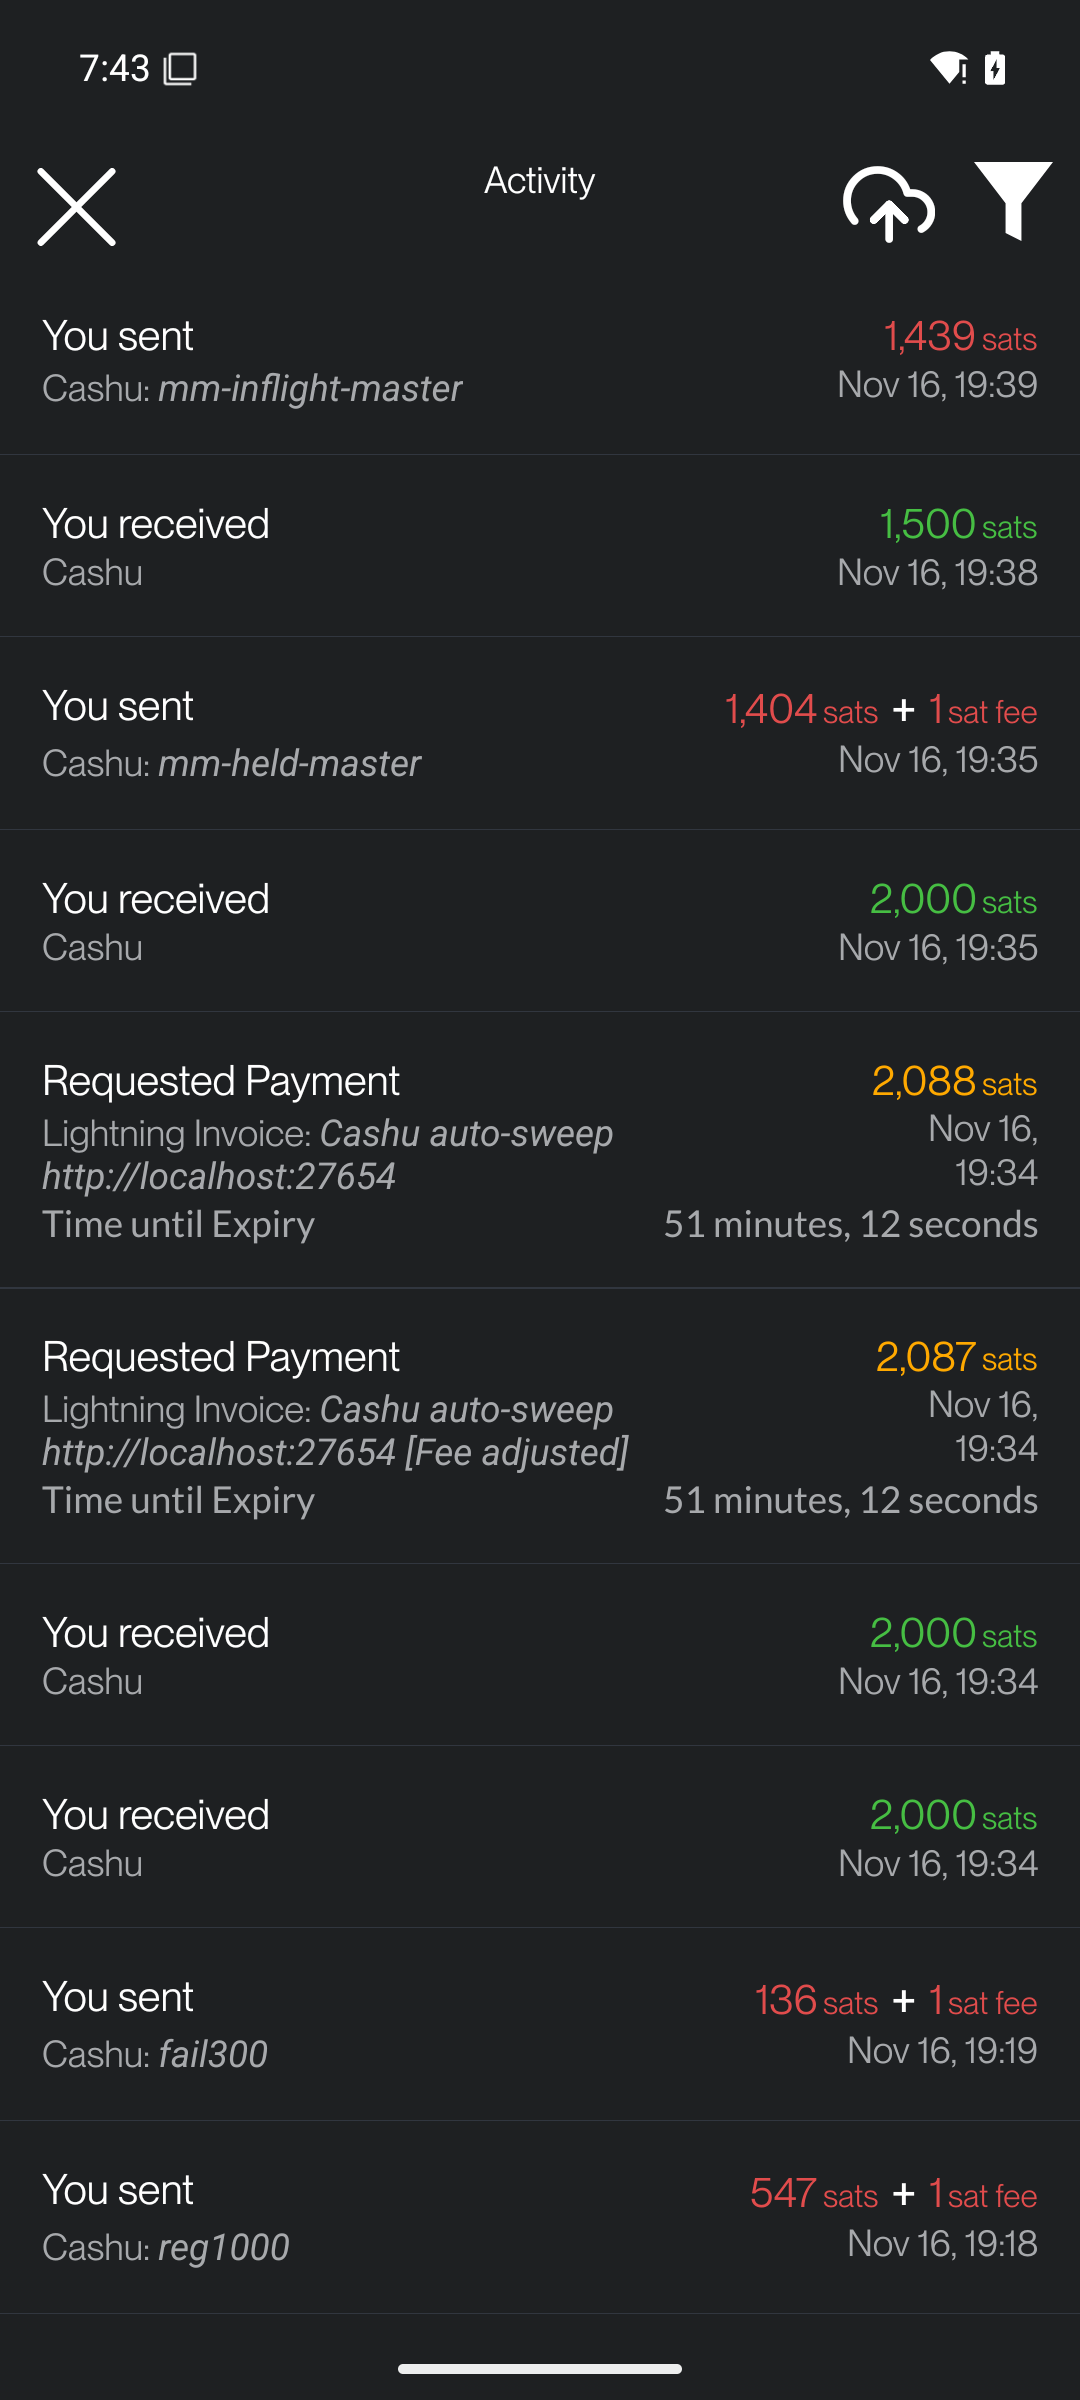 7:43
Activity
You sent 1,439 sats
Cashu: mm-inflight-master Nov 16, 19:39
You received 1,500 sats
Cashu Nov 16, 19:38
You sent 1,404 sats + 1 sat fee
Cashu: mm-held-master Nov 16, 19:35
You received 2,000 sats
Cashu Nov 16, 19:35
Requested Payment 2,088 sats
Lightning Invoice: Cashu auto-sweep Nov 16,
http://localhost:27654 19:34
Time until Expiry 51 minutes, 12 seconds
Requested Payment 2,087 sats
Lightning Invoice: Cashu auto-sweep Nov 16,
http://localhost:27654 [Fee adjusted] 19:34
Time until Expiry 51 minutes, 12 seconds
You received 2,000 sats
Cashu Nov 16, 19:34
You received 2,000 sats
Cashu Nov 16, 19:34
You sent 136 sats + 1 sat fee
Cashu: fail300 Nov 16, 19:19
You sent 547 sats + 1 sat fee
Cashu: reg1000 Nov 16, 19:18